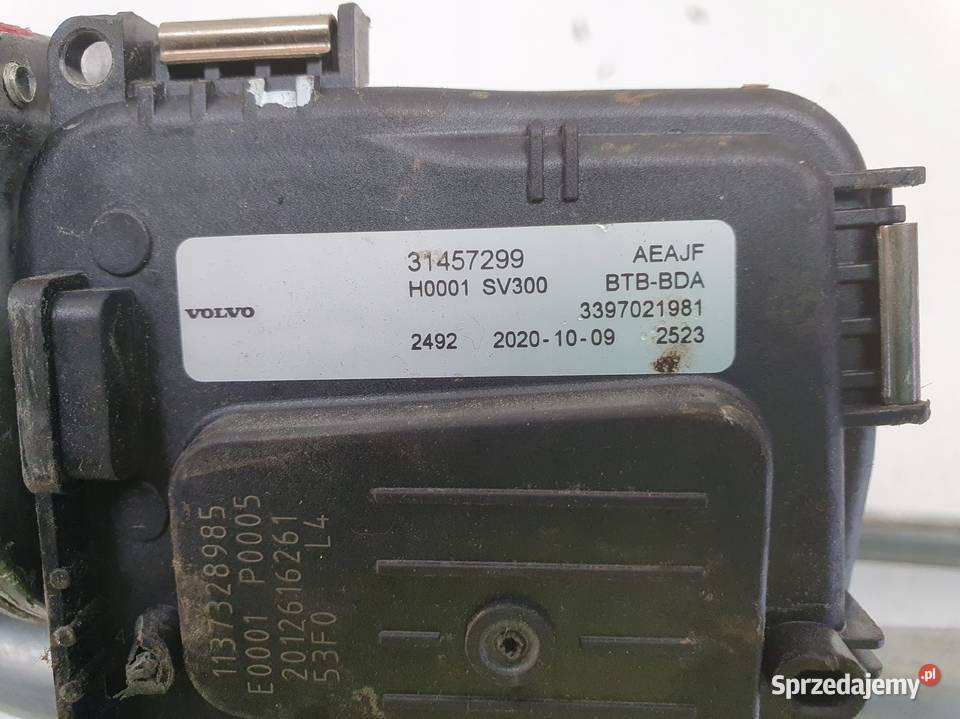 31457299 AEAJF
H0001 SV300 BTB-BDA
VOLVO 3397021981
2492 2020-10-09 2523
1137328985
E0001 P0005
2012616261
53F0 L4
Sprzedajemy.pl